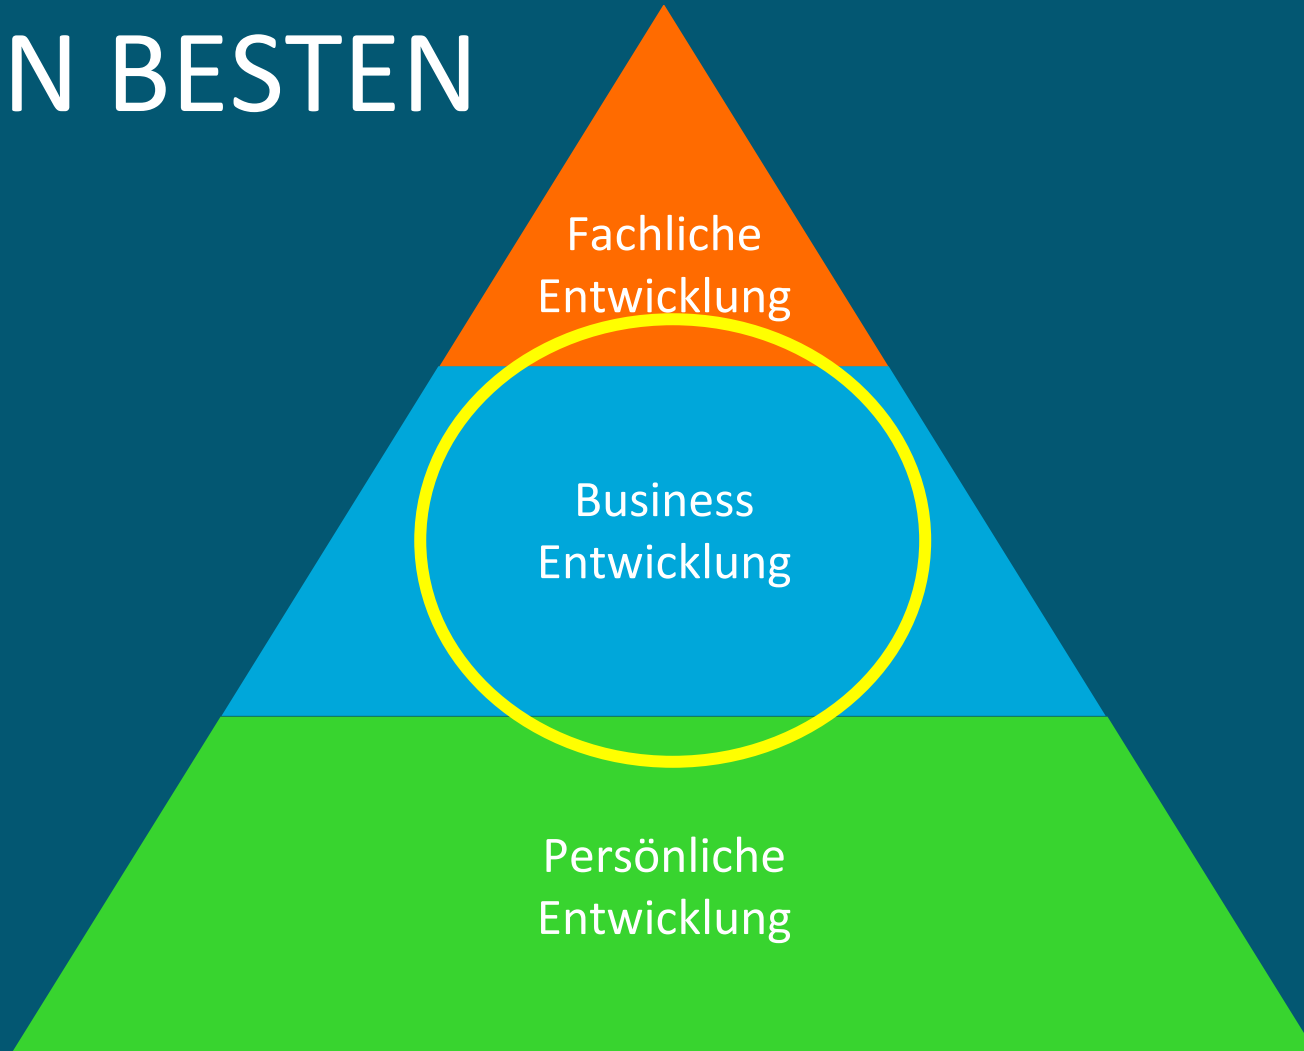 N BESTEN
Fachliche
Entwicklung
Business
Entwicklung
Persönliche
Entwicklung